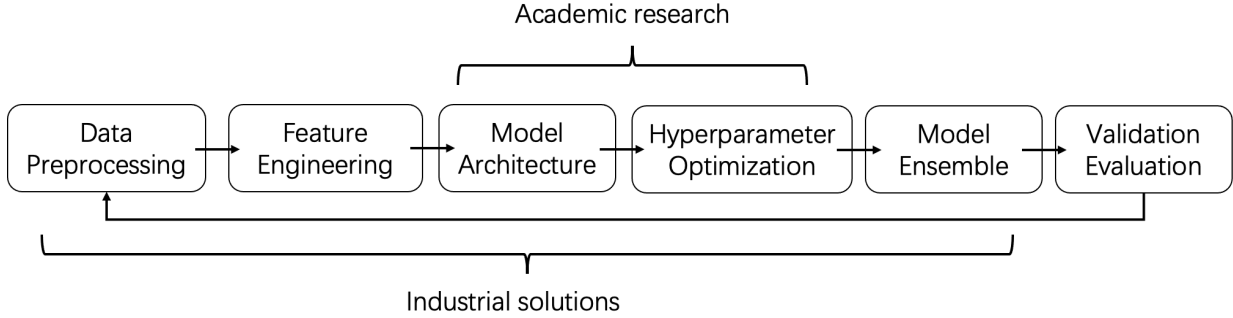 Academic research
Data
Preprocessing
Feature
Engineering
Model
Architecture
Hyperparameter
Optimization
Model
Ensemble
Validation
Evaluation
Industrial solutions